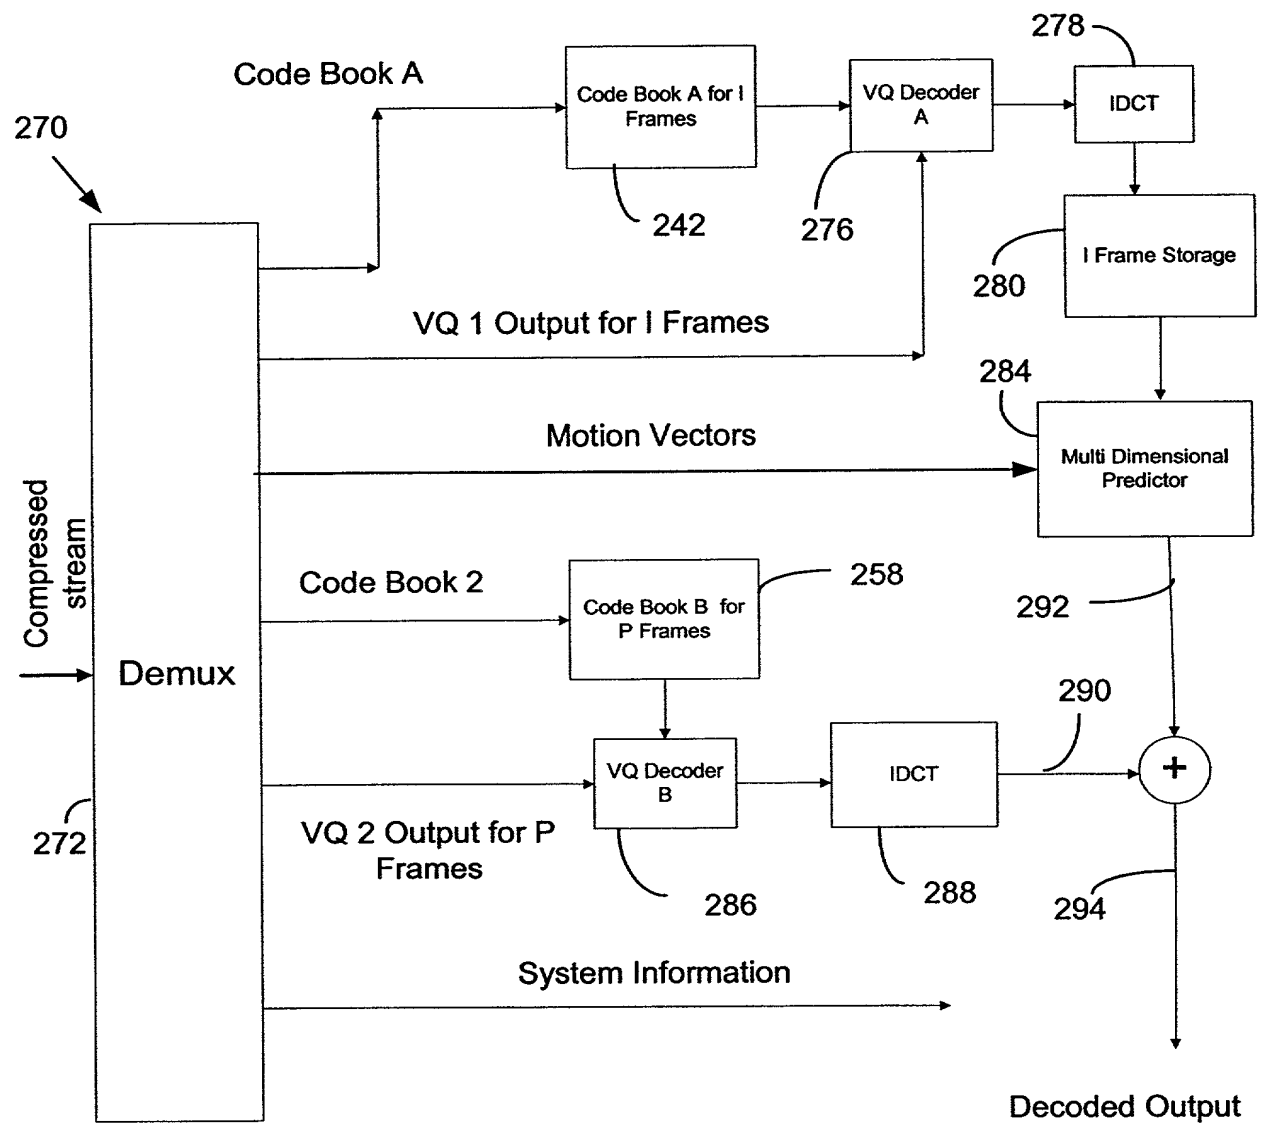 278
Code Book A
Code Book A for I
Frames
VQ Decoder
A
IDCT
270
242
276
280
I Frame Storage
VQ 1 Output for I Frames
284
Motion Vectors
Multi Dimensional
Predictor
Compressed
stream
Code Book 2
258
Code Book B for
P Frames
292
Demux
290
VQ Decoder
B
IDCT
+
272
VQ 2 Output for P
Frames
286
288
294
System Information
Decoded Output